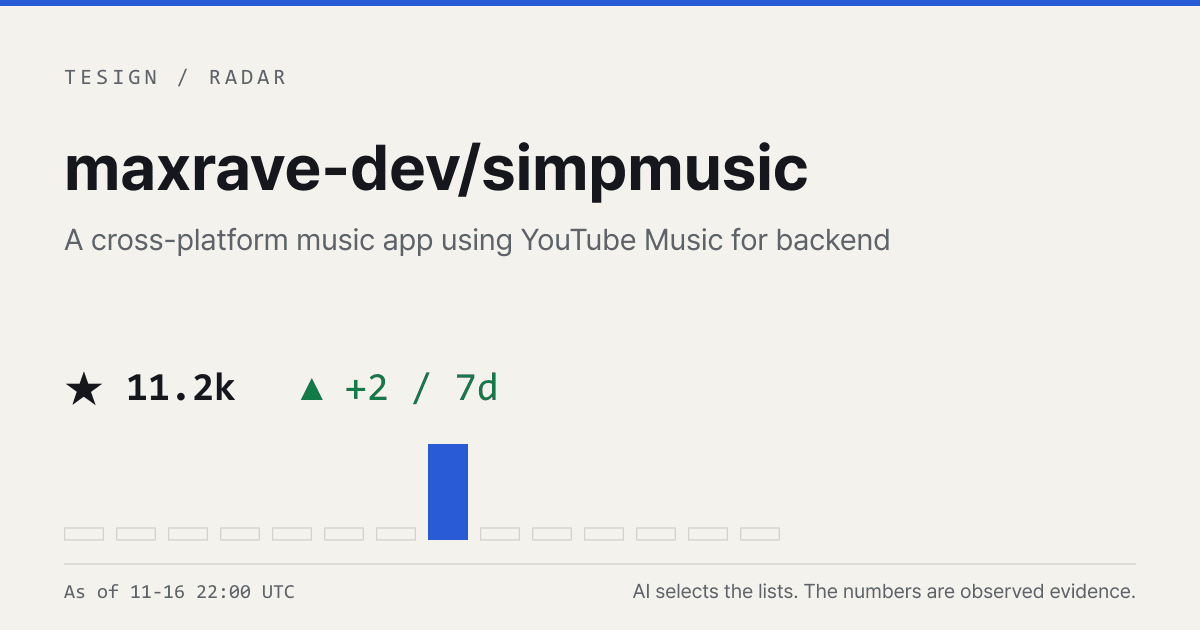 TESIGN / RADAR
maxrave-dev/simpmusic
A cross-platform music app using YouTube Music for backend
★ 11.2k ▲ +2 / 7d
As of 11-16 22:00 UTC
AI selects the lists. The numbers are observed evidence.